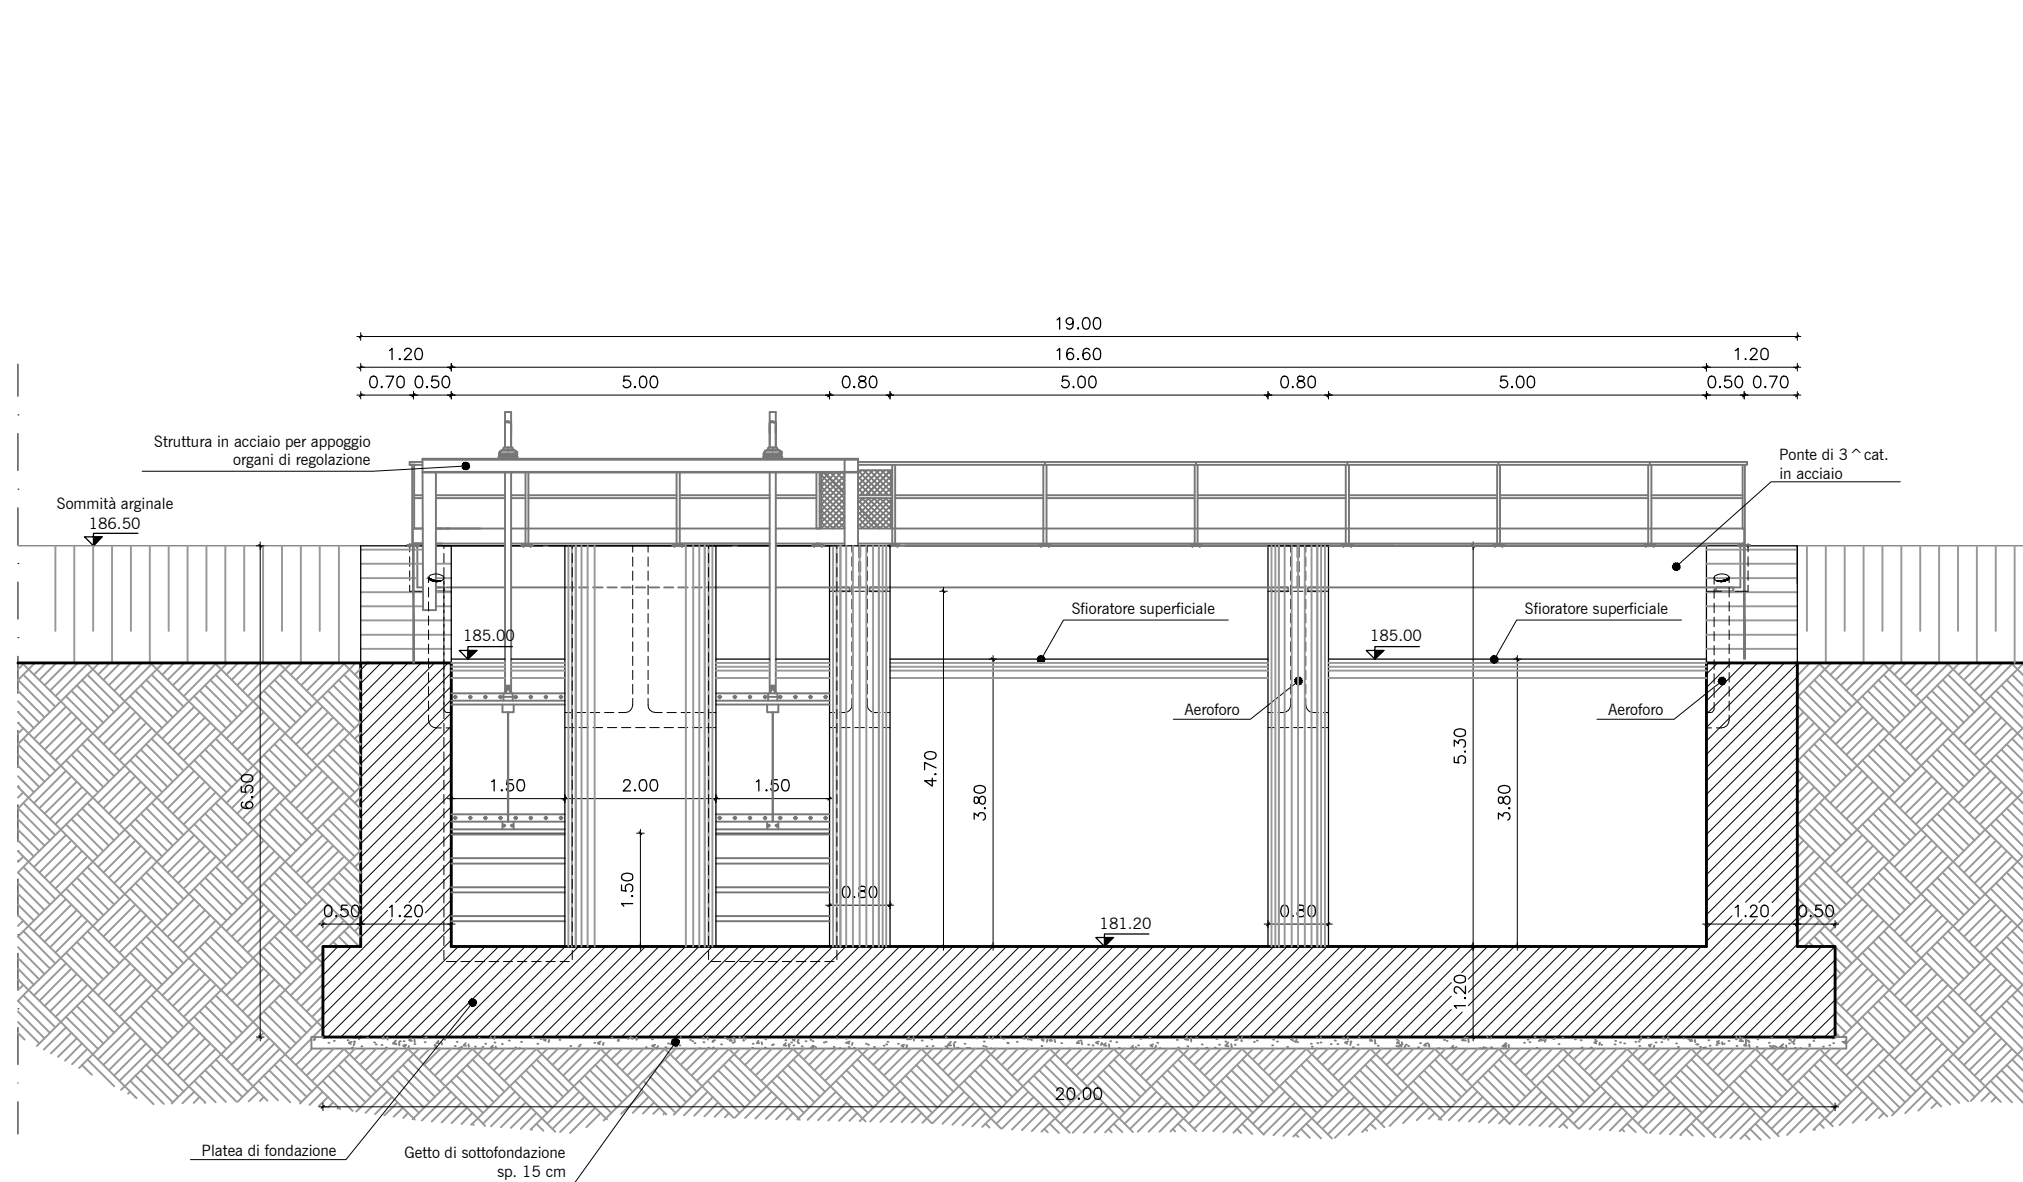 19.00
1.20 16.60 1.20
0.70 0.50 5.00 0.80 5.00 0.80 5.00 0.50 0.70
Struttura in acciaio per appoggio
organi di regolazione
Ponte di 3^cat.
in acciaio
Sommità arginale
186.50
Sfioratore superficiale
Sfioratore superficiale
185.00
185.00
Aeroforo
Aeroforo
6.50
4.70
3.80
5.30
3.80
1.50 2.00 1.50
1.50
0.80
0.50 1.20
0.80
1.20 0.50
181.20
1.20
20.00
Platea di fondazione
Getto di sottofondazione
sp. 15 cm